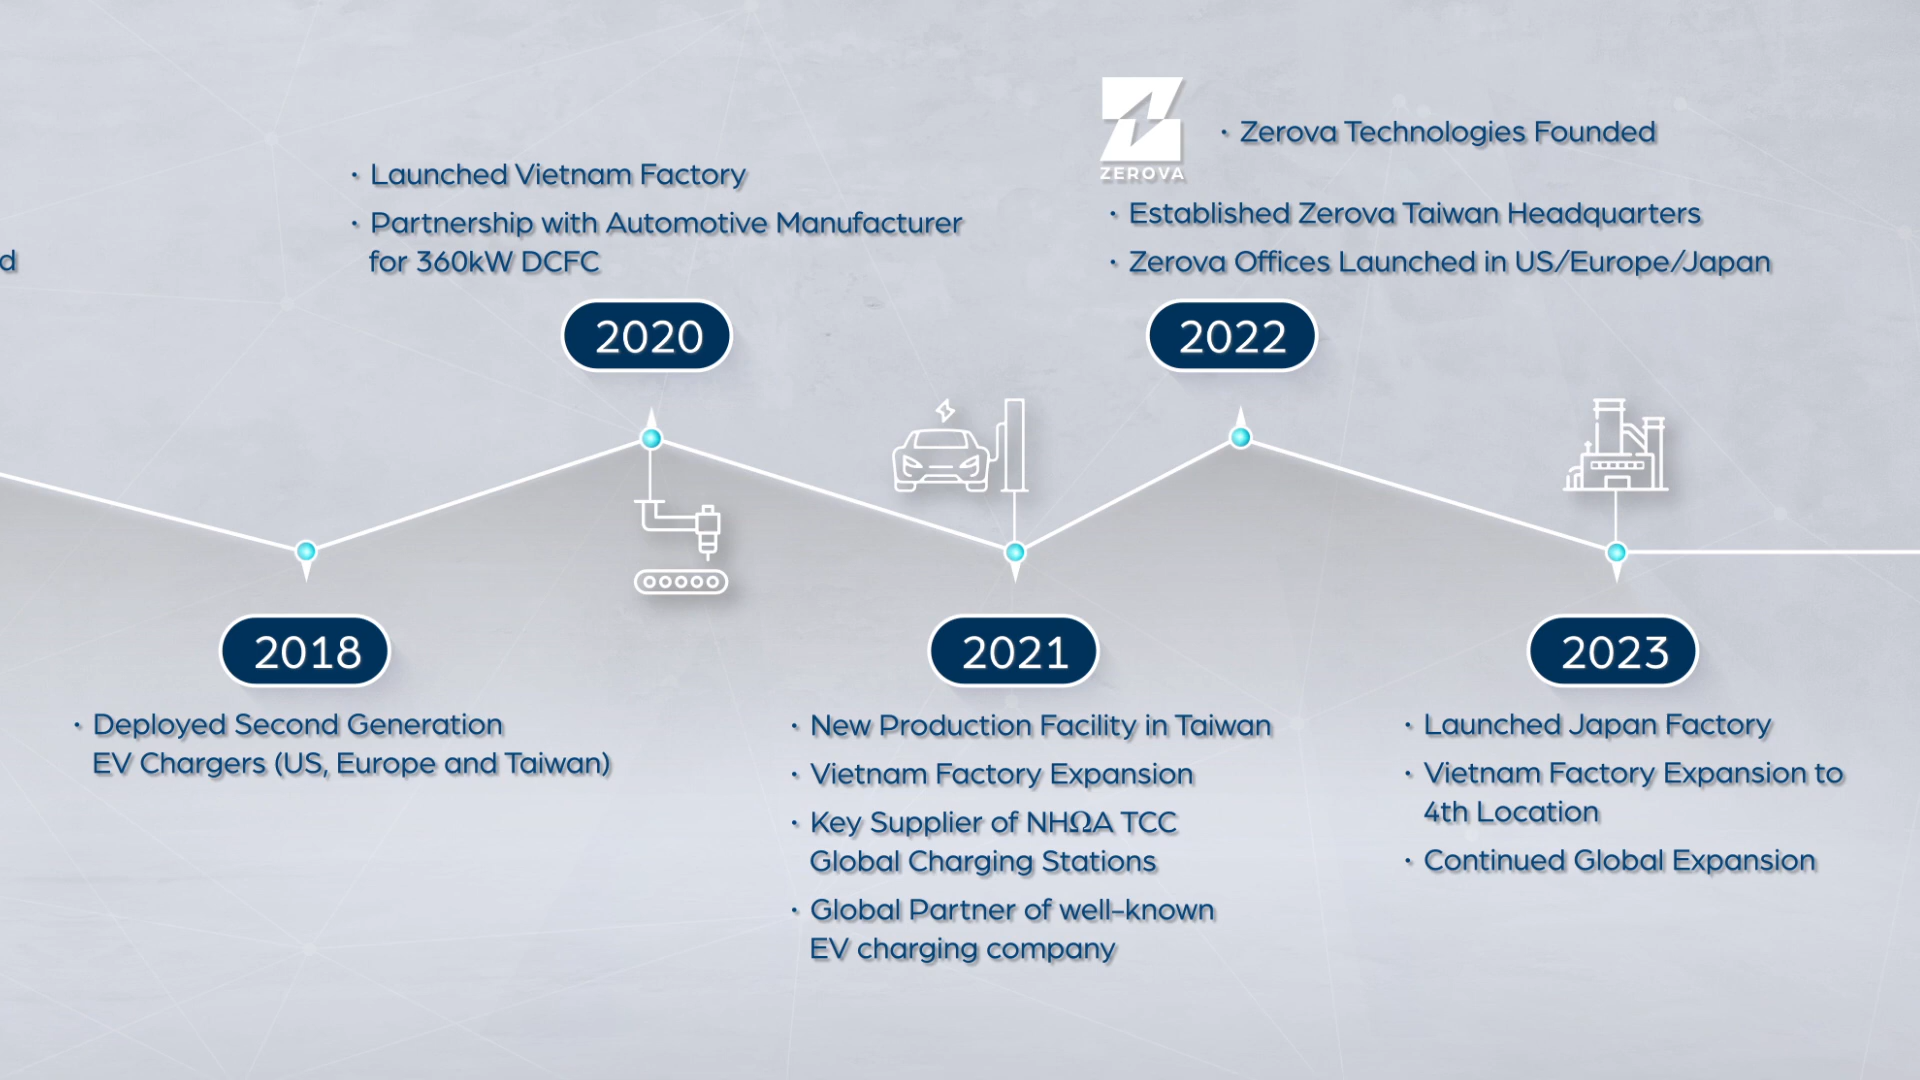 d
· Launched Vietnam Factory
· Partnership with Automotive Manufacturer
for 360kW DCFC
2020
ZEROVA
· Zerova Technologies Founded
· Established Zerova Taiwan Headquarters
· Zerova Offices Launched in US/Europe/Japan
2022
2018
· Deployed Second Generation
EV Chargers (US, Europe and Taiwan)
2021
· New Production Facility in Taiwan
· Vietnam Factory Expansion
· Key Supplier of NHΩA TCC
Global Charging Stations
· Global Partner of well-known
EV charging company
2023
· Launched Japan Factory
· Vietnam Factory Expansion to
4th Location
· Continued Global Expansion